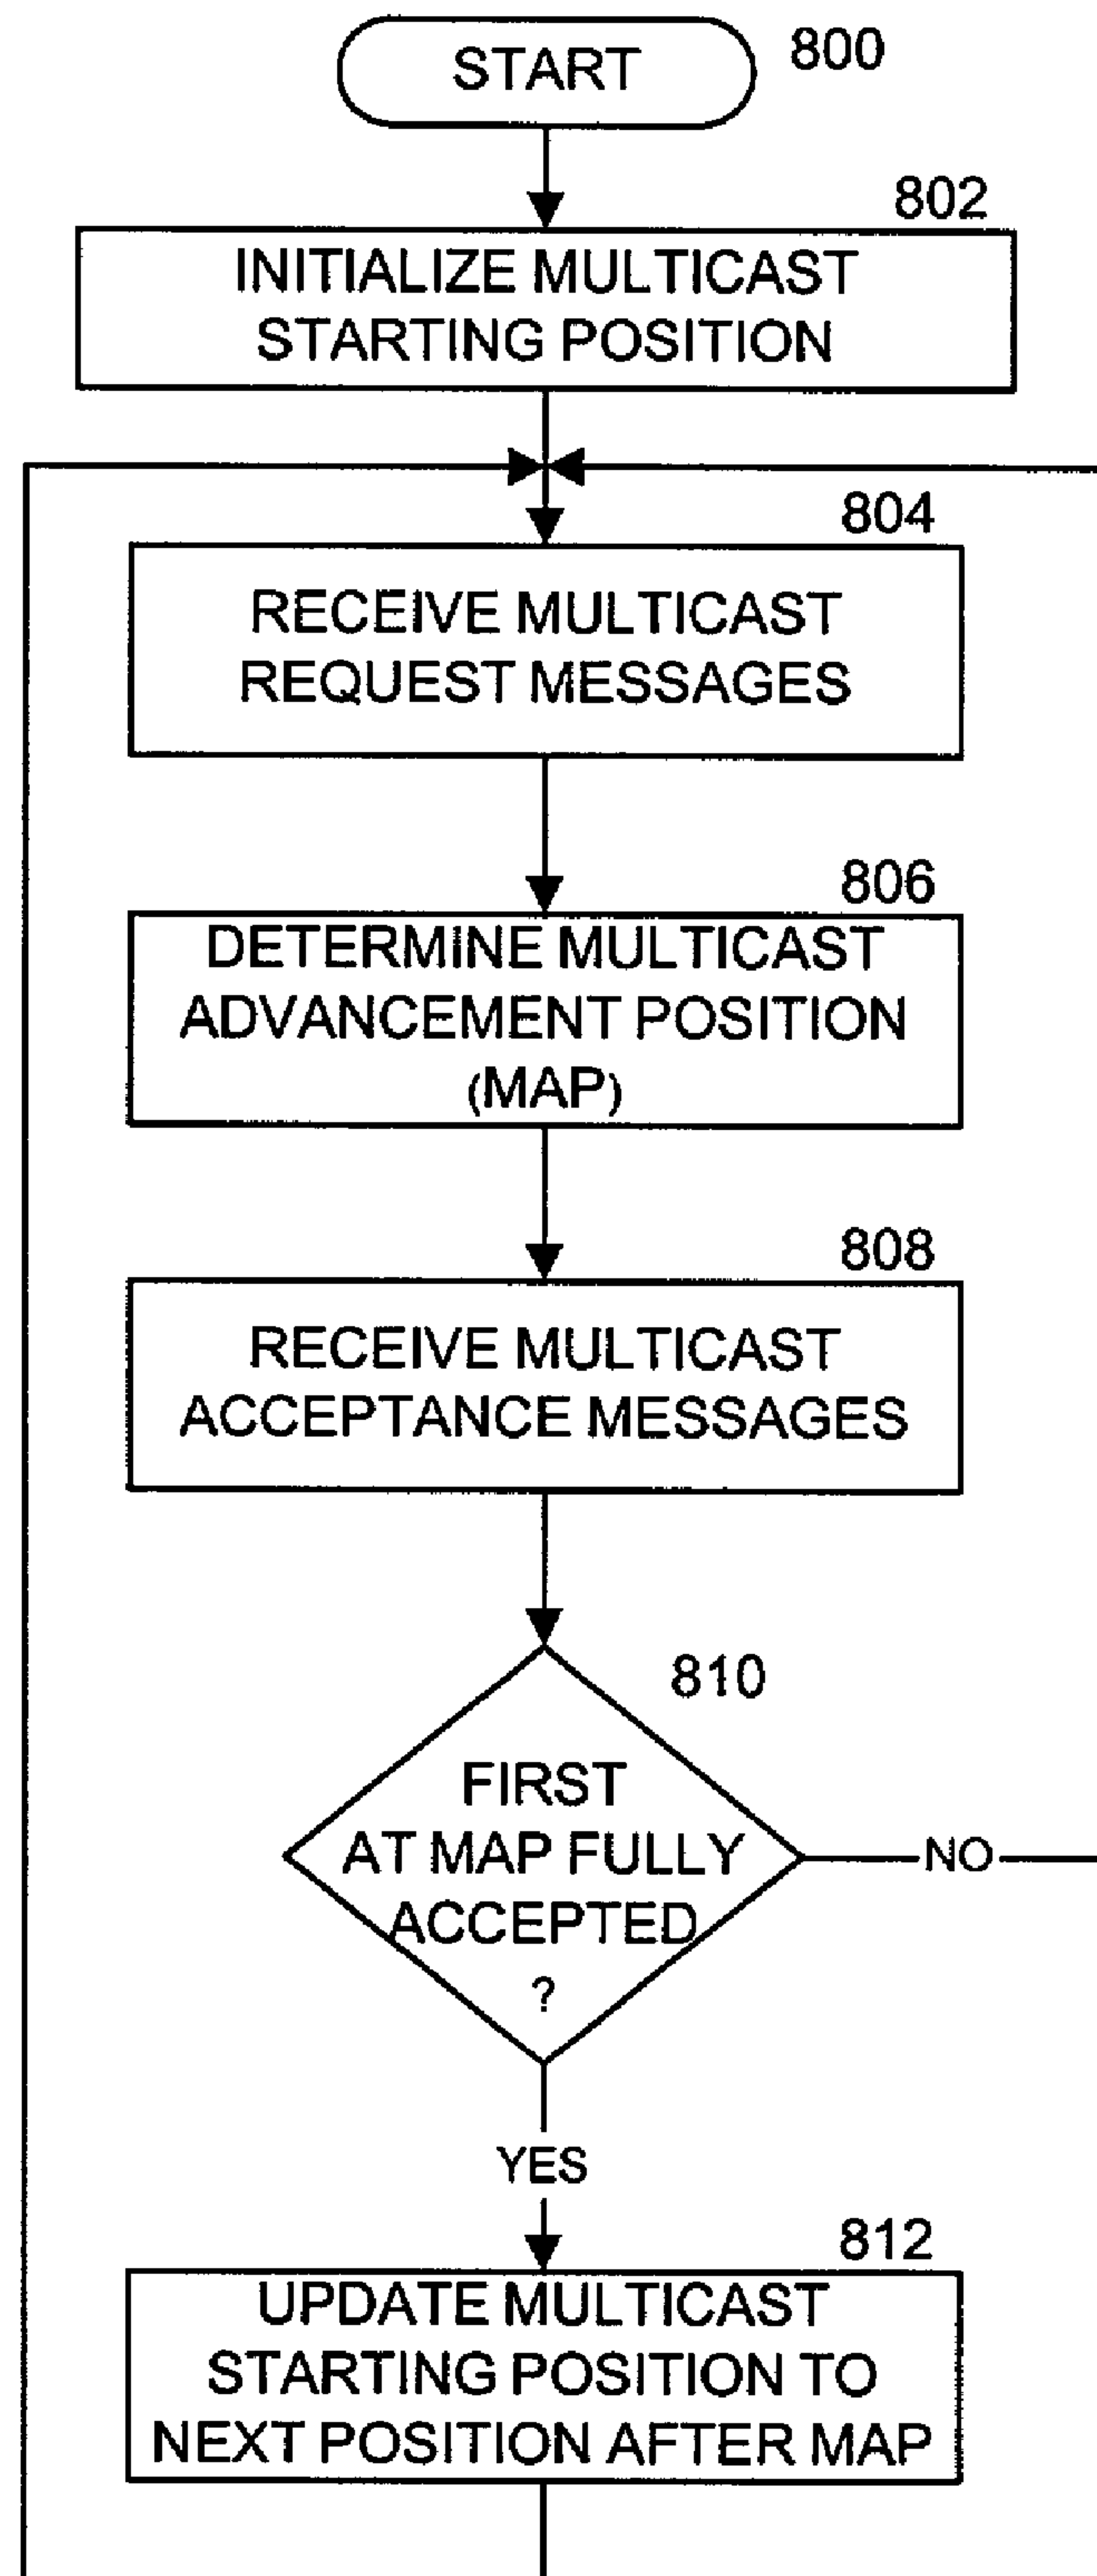 START
800
802
INITIALIZE MULTICAST
STARTING POSITION
804
RECEIVE MULTICAST
REQUEST MESSAGES
806
DETERMINE MULTICAST
ADVANCEMENT POSITION
(MAP)
808
RECEIVE MULTICAST
ACCEPTANCE MESSAGES
810
FIRST
AT MAP FULLY
ACCEPTED
?
NO
YES
812
UPDATE MULTICAST
STARTING POSITION TO
NEXT POSITION AFTER MAP